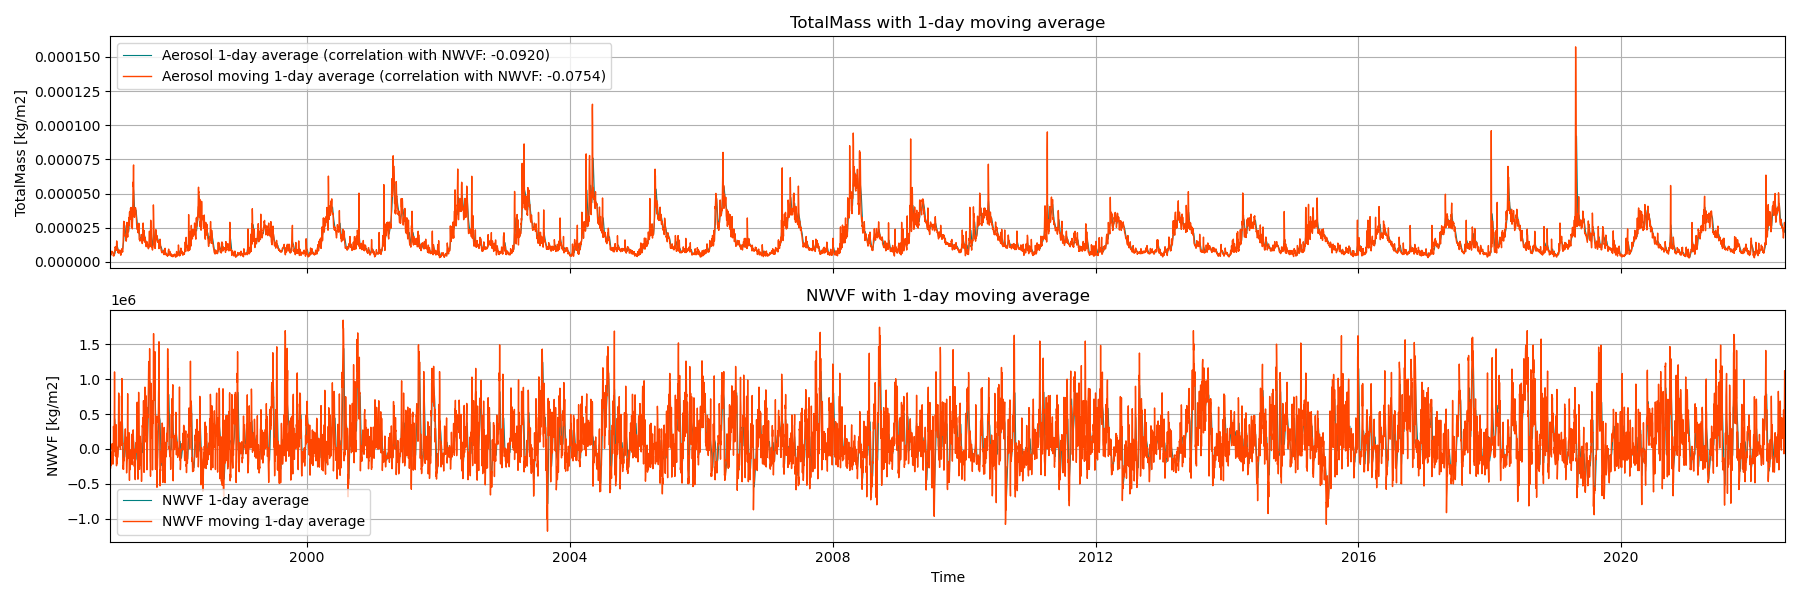 TotalMass with 1-day moving average
Aerosol 1-day average (correlation with NWVF: -0.0920)
Aerosol moving 1-day average (correlation with NWVF: -0.0754)
TotalMass [kg/m2]
0.000150
0.000125
0.000100
0.000075
0.000050
0.000025
0.000000
NWVF with 1-day moving average
1e6
NWVF [kg/m2]
1.5
1.0
0.5
0.0
−0.5
−1.0
NWVF 1-day average
NWVF moving 1-day average
2000 2004 2008 2012 2016 2020
Time